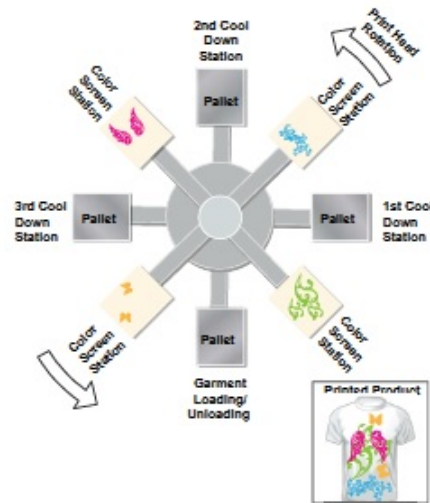 2nd Cool
Down
Station
Print Head
Rotation
Color
Screen
Station
Pallet
Color
Screen
Station
3rd Cool
Down
Station
Pallet
Pallet
1st Cool
Down
Station
Color
Screen
Station
Pallet
Color
Screen
Station
Garment
Loading/
Unloading
Printed Product